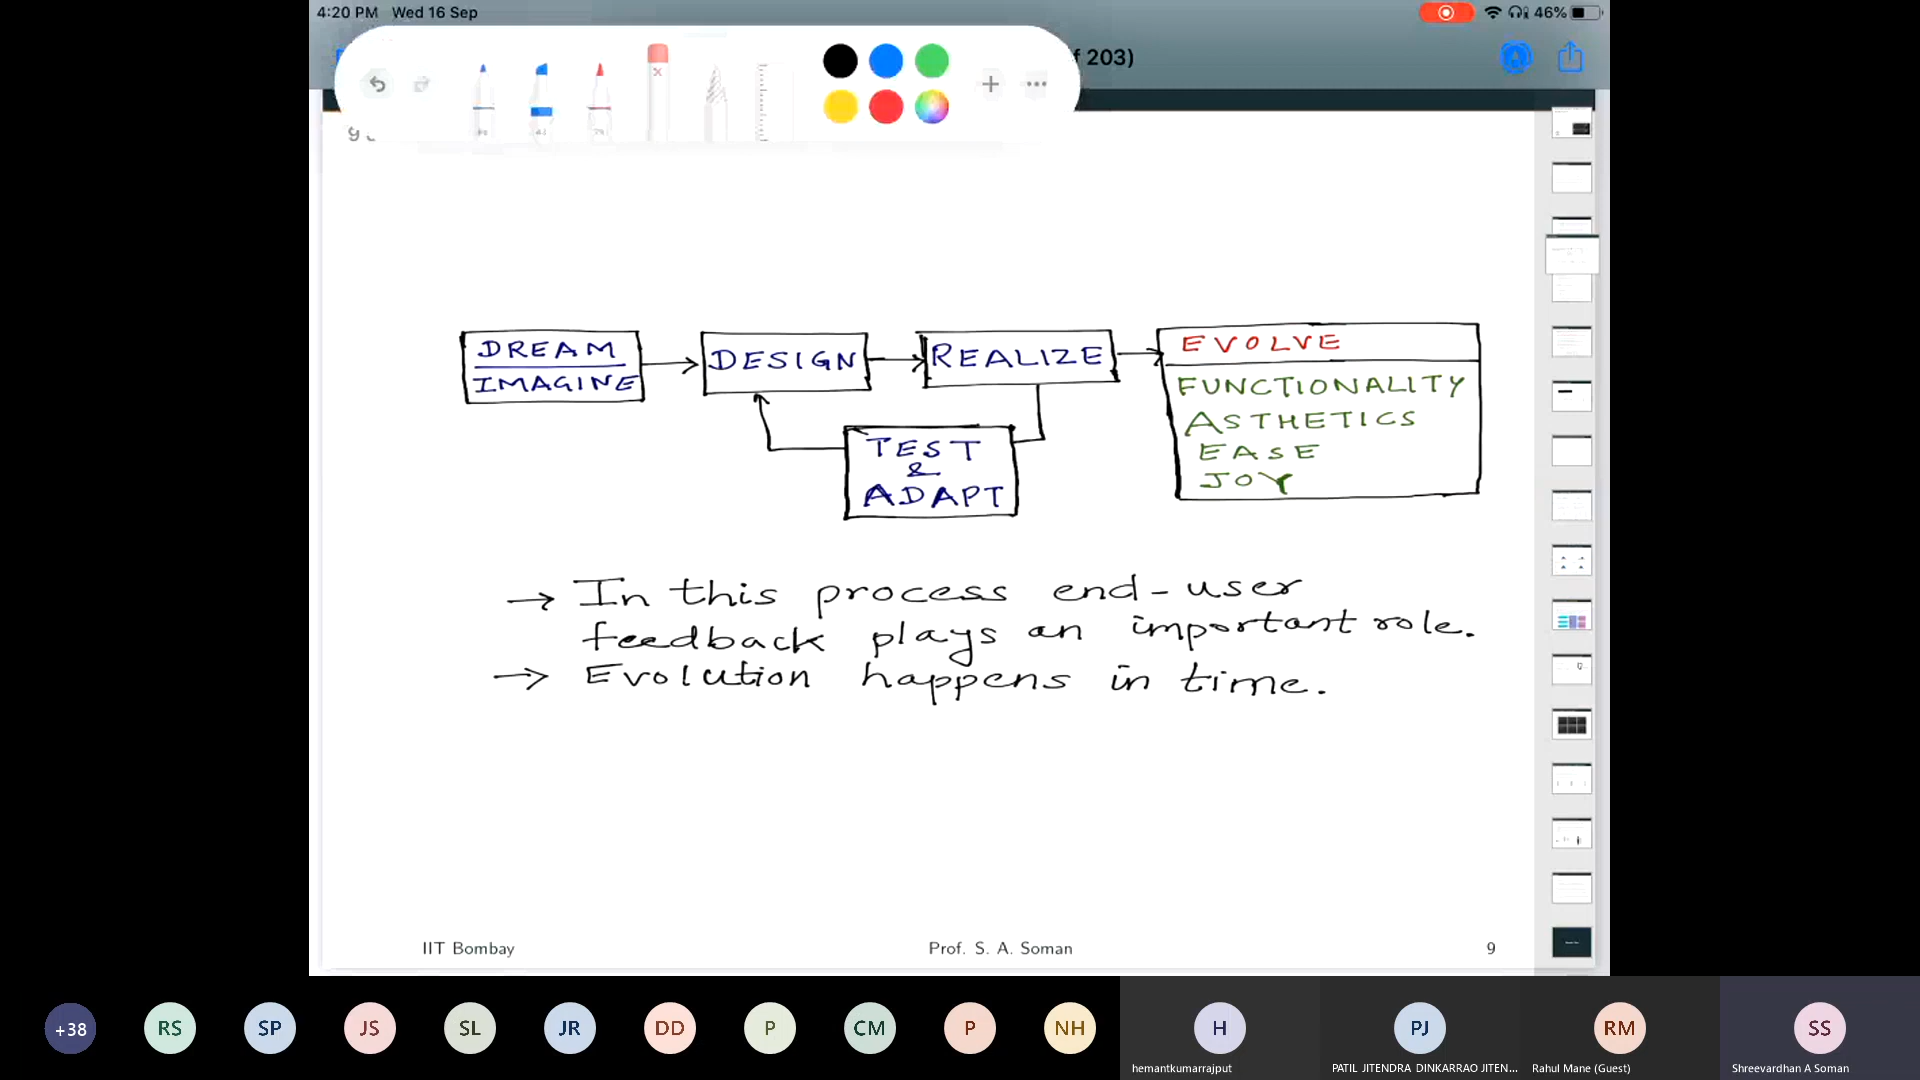 4:20 PM Wed 16 Sep
46%
f 203)
DREAM
IMAGINE
DESIGN
REALIZE
EVOLVE
FUNCTIONALITY
ASTHETICS
EASE
JOY
TEST
&
ADAPT
→ In this process end-user
feedback plays an important role.
→ Evolution happens in time.
IIT Bombay
Prof. S. A. Soman
9
+38
RS
SP
JS
SL
JR
DD
P
CM
P
NH
H
PJ
RM
SS
hemantkumarrajput
PATIL JITENDRA DINKARRAO JITEN...
Rahul Mane (Guest)
Shreevardhan A Soman